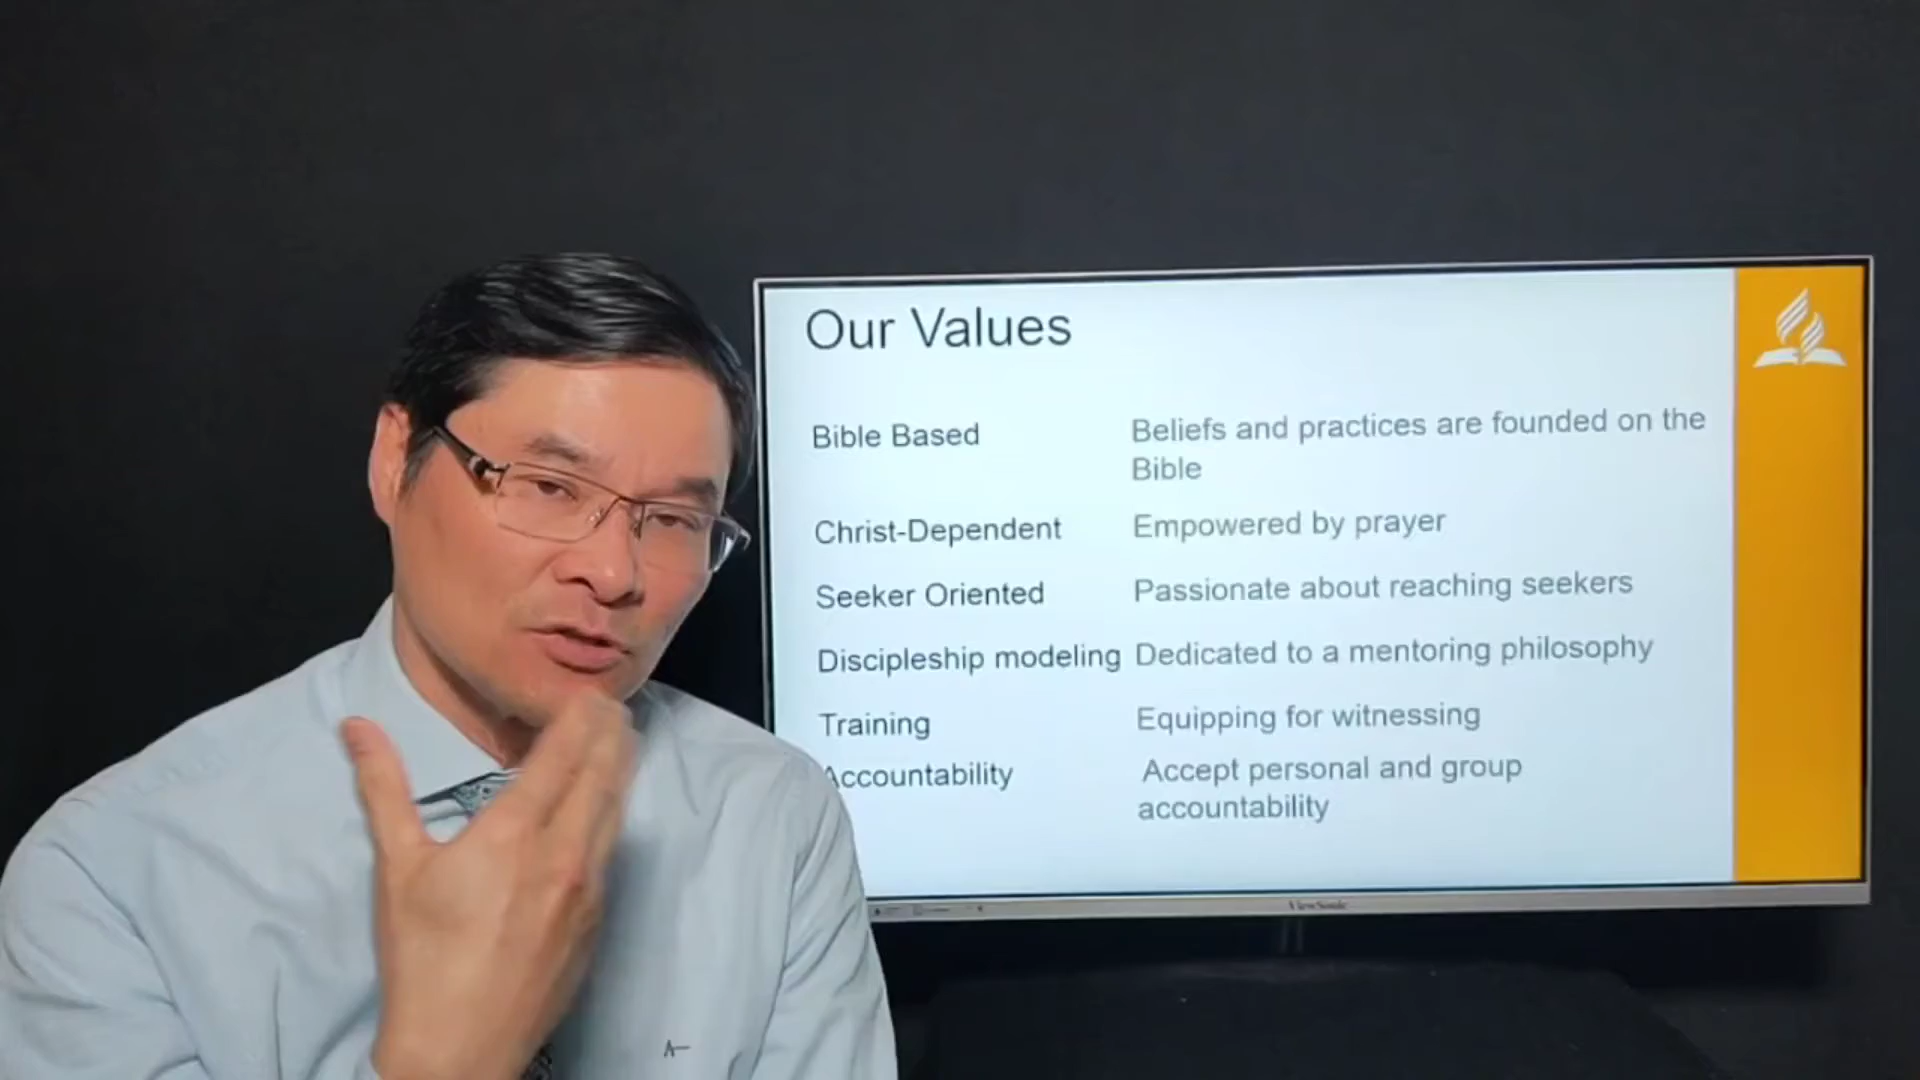 Our Values
Bible Based
Beliefs and practices are founded on the
Bible
Christ-Dependent
Empowered by prayer
Seeker Oriented
Passionate about reaching seekers
Discipleship modeling
Dedicated to a mentoring philosophy
Training
Equipping for witnessing
Accountability
Accept personal and group
accountability
ViewSonic